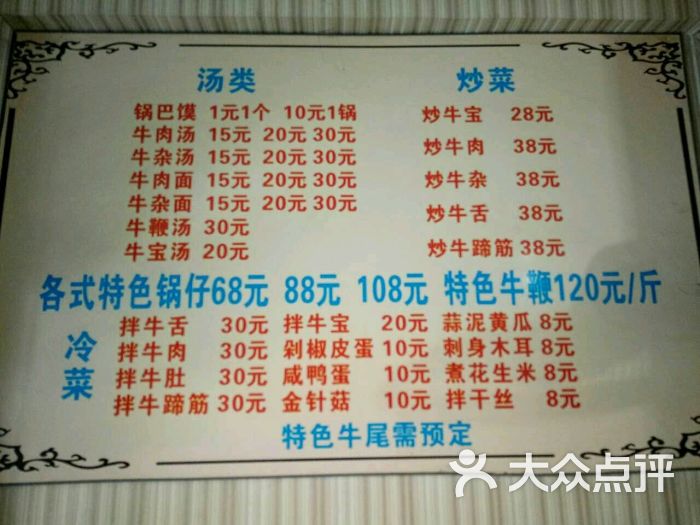 汤类
锅巴馍 1元1个 10元1锅
牛肉汤 15元 20元 30元
牛杂汤 15元 20元 30元
牛肉面 15元 20元 30元
牛杂面 15元 20元 30元
牛鞭汤 30元
牛宝汤 20元
炒菜
炒牛宝 28元
炒牛肉 38元
炒牛杂 38元
炒牛舌 38元
炒牛蹄筋 38元
各式特色锅仔68元 88元 108元 特色牛鞭120元/斤
冷菜
拌牛舌 30元 拌牛宝 20元 蒜泥黄瓜 8元
拌牛肉 30元 剁椒皮蛋 10元 刺身木耳 8元
拌牛肚 30元 咸鸭蛋 10元 煮花生米 8元
拌牛蹄筋 30元 金针菇 10元 拌干丝 8元
特色牛尾需预定
大众点评